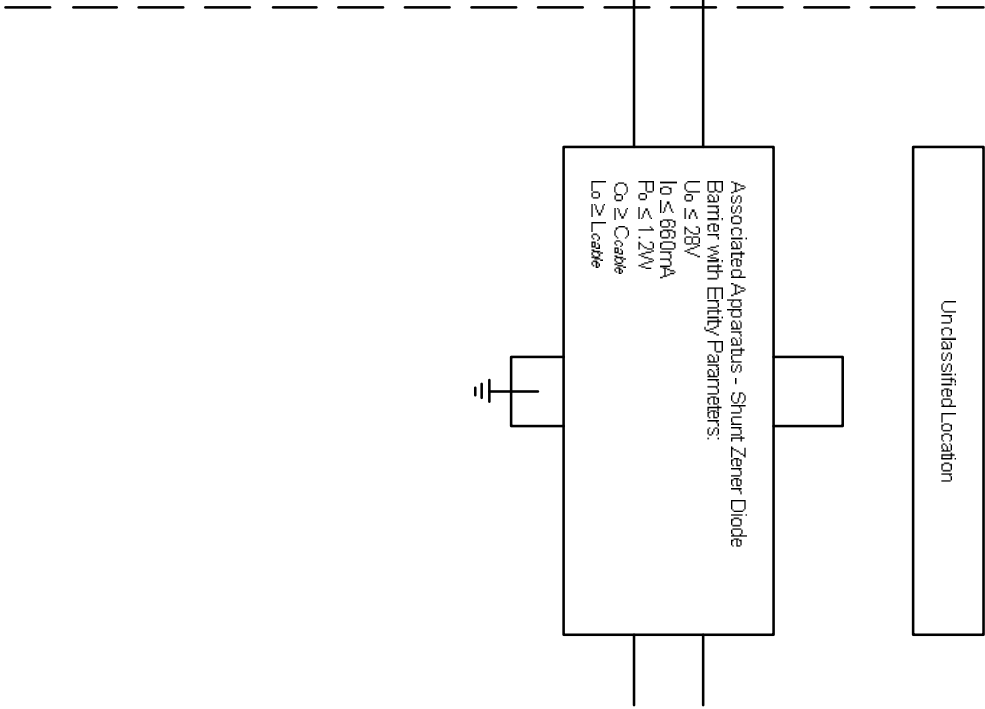 Unclassified Location
Associated Apparatus - Shunt Zener Diode
Barrier with Entity Parameters:
Uo ≤ 28V
Io ≤ 660mA
Po ≤ 1.2W
Co ≥ Ccable
Lo ≥ Lcable